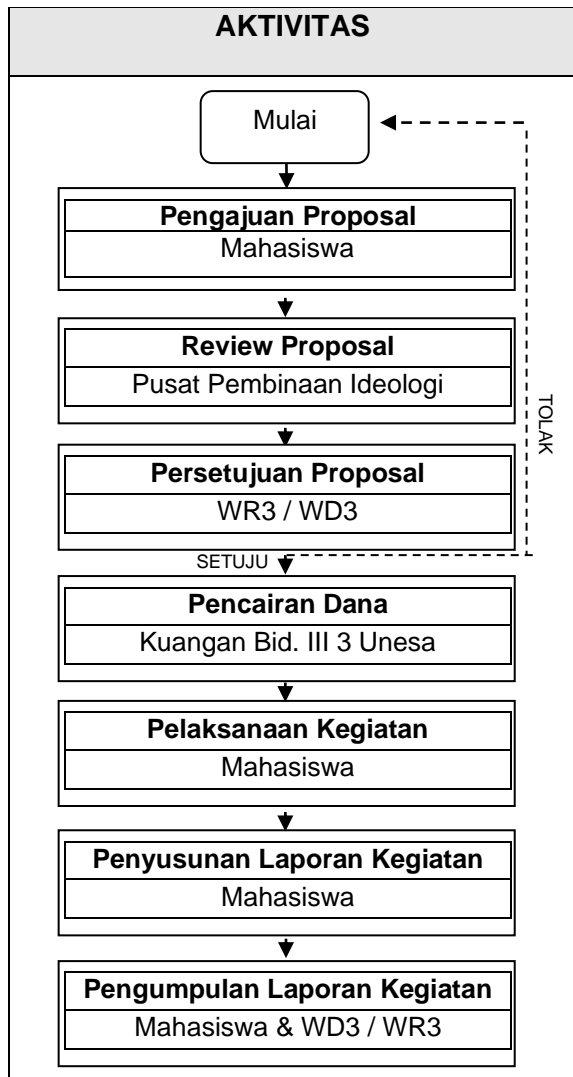 AKTIVITAS
Mulai
Pengajuan Proposal
Mahasiswa
Review Proposal
Pusat Pembinaan Ideologi
TOLAK
Persetujuan Proposal
WR3 / WD3
SETUJU
Pencairan Dana
Kuangan Bid. III 3 Unesa
Pelaksanaan Kegiatan
Mahasiswa
Penyusunan Laporan Kegiatan
Mahasiswa
Pengumpulan Laporan Kegiatan
Mahasiswa & WD3 / WR3